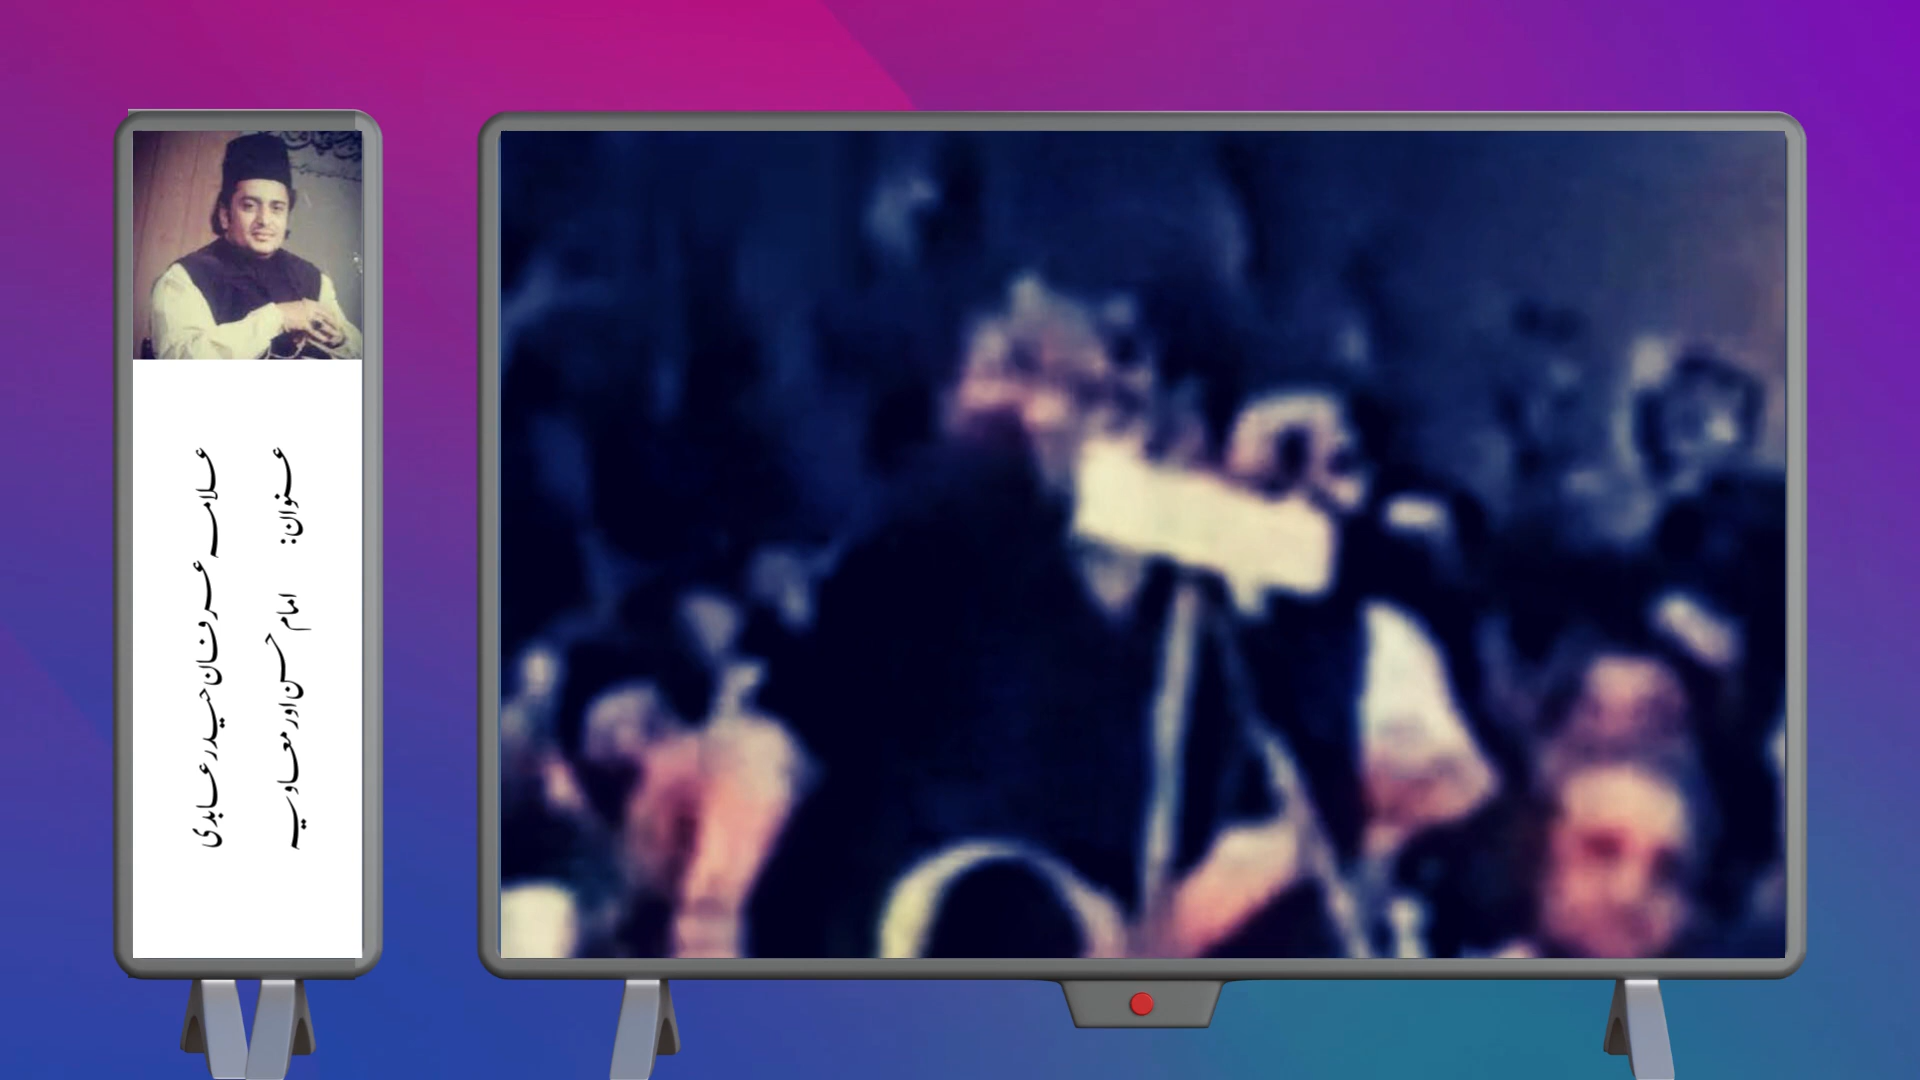 عنوان: امام حسن اور معاویہ
علامہ عرفان حیدر عابدی